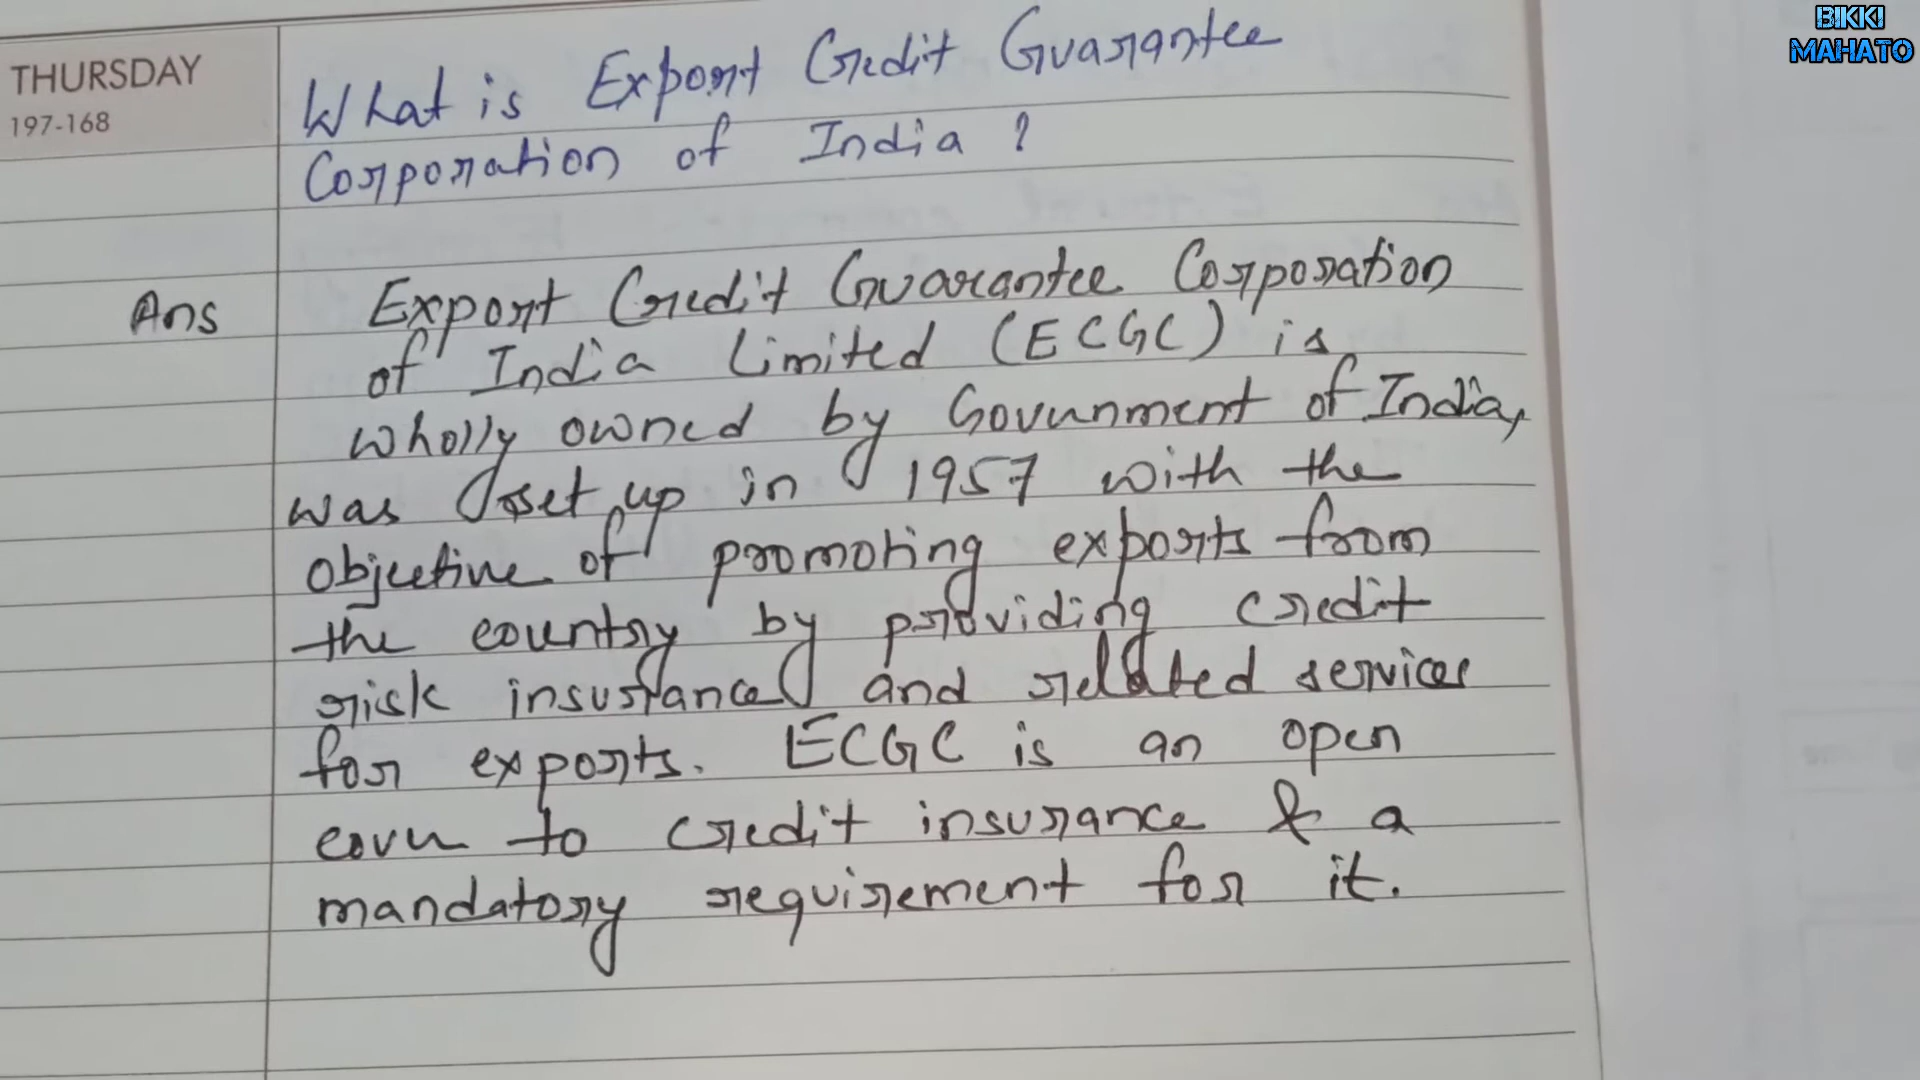 BIKKI
MAHATO
THURSDAY
197-168
What is Export Credit Guarantee
Corporation of India ?
Ans Export Credit Guarantee Corporation
of India Limited (ECGC) is
wholly owned by Government of India,
was set up in 1957 with the
objective of promoting exports from
the country by providing credit
risk insurance and related services
for exports. ECGC is an open
cover to credit insurance & a
mandatory requirement for it.